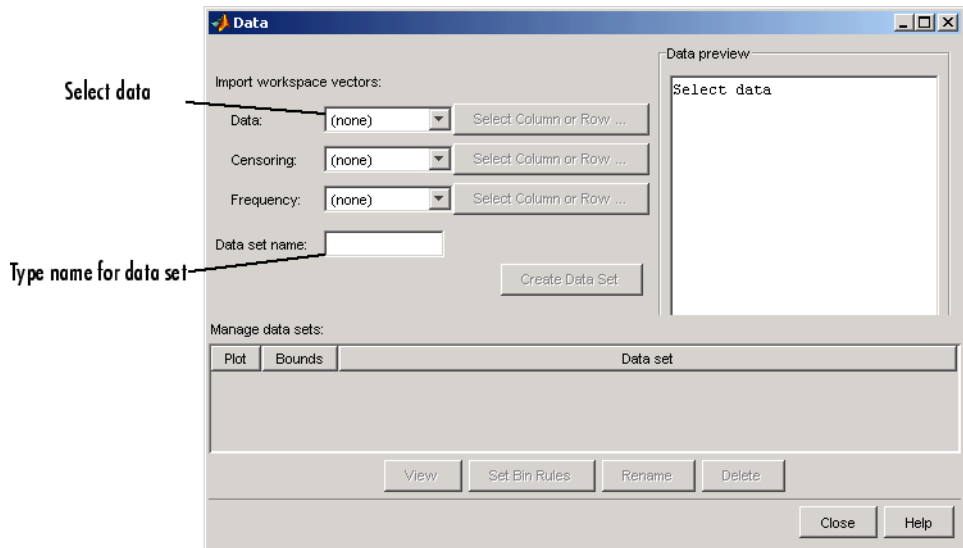 Data
Data preview
Import workspace vectors:
Select data
Select data
Data: (none) Select Column or Row ...
Censoring: (none) Select Column or Row ...
Frequency: (none) Select Column or Row ...
Data set name:
Type name for data set
Create Data Set
Manage data sets:
Plot Bounds Data set
View Set Bin Rules Rename Delete
Close Help